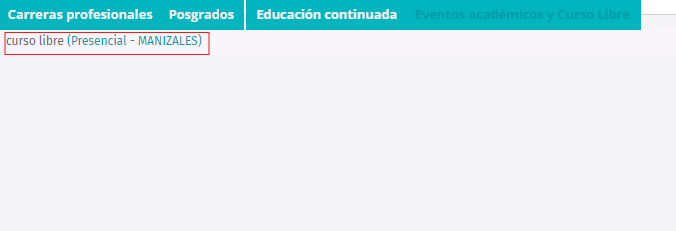 Carreras profesionales Posgrados Educación continuada Eventos académicos y Curso Libre
curso libre (Presencial - MANIZALES)